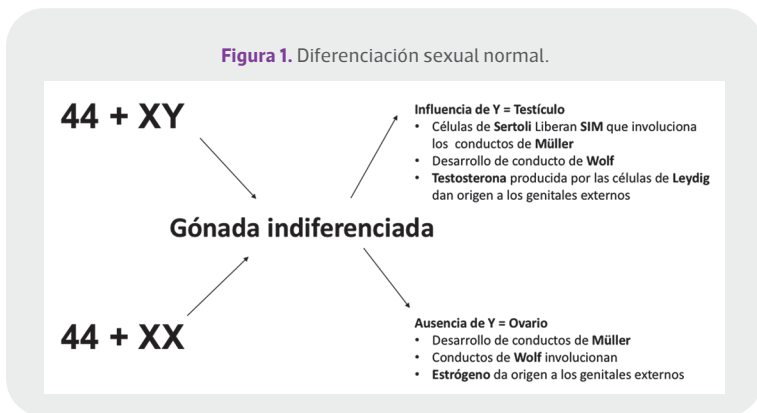 Figura 1. Diferenciación sexual normal.
44 + XY
Influencia de Y = Testículo
• Células de Sertoli Liberan SIM que involuciona
los conductos de Müller
• Desarrollo de conducto de Wolf
• Testosterona producida por las células de Leydig
dan origen a los genitales externos
Gónada indiferenciada
44 + XX
Ausencia de Y = Ovario
• Desarrollo de conductos de Müller
• Conductos de Wolf involucionan
• Estrógeno da origen a los genitales externos